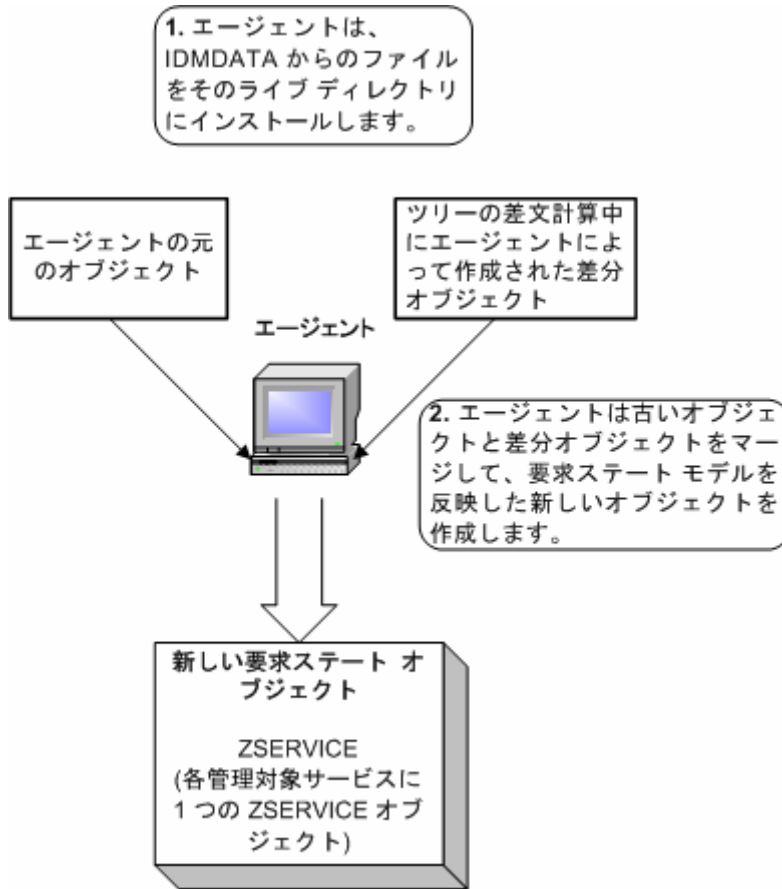 1. エージェントは、
IDMDATA からのファイル
をそのライブ ディレクトリ
にインストールします。
エージェントの元
のオブジェクト
ツリーの差文計算中
にエージェントによ
って作成された差分
オブジェクト
エージェント
2. エージェントは古いオブジェ
クトと差分オブジェクトをマー
ジして、要求ステート モデルを
反映した新しいオブジェクトを
作成します。
新しい要求ステート オ
ブジェクト
ZSERVICE
(各管理対象サービスに
1 つの ZSERVICE オブ
ジェクト)